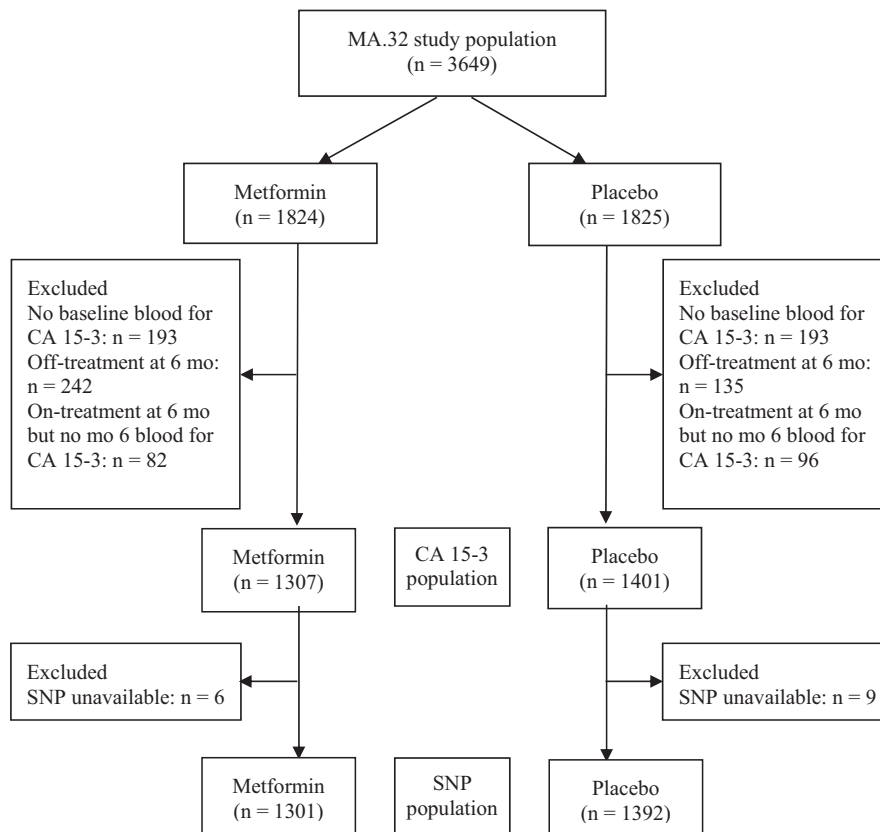 MA.32 study population
(n = 3649)
Metformin
(n = 1824)
Placebo
(n = 1825)
Excluded
No baseline blood for
CA 15-3: n = 193
Off-treatment at 6 mo:
n = 242
On-treatment at 6 mo
but no mo 6 blood for
CA 15-3: n = 82
Excluded
No baseline blood for
CA 15-3: n = 193
Off-treatment at 6 mo:
n = 135
On-treatment at 6 mo
but no mo 6 blood for
CA 15-3: n = 96
Metformin
(n = 1307)
CA 15-3
population
Placebo
(n = 1401)
Excluded
SNP unavailable: n = 6
Excluded
SNP unavailable: n = 9
Metformin
(n = 1301)
SNP
population
Placebo
(n = 1392)